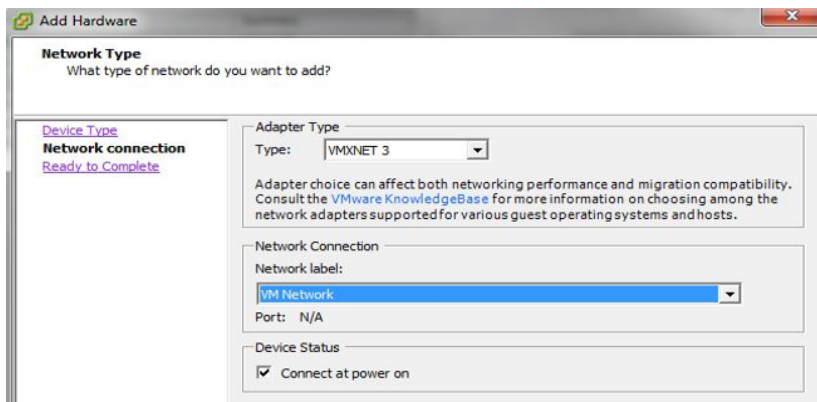 Add Hardware
Network Type
What type of network do you want to add?
Device Type
Network connection
Ready to Complete
Adapter Type
Type: VMXNET 3
Adapter choice can affect both networking performance and migration compatibility.
Consult the VMware KnowledgeBase for more information on choosing among the
network adapters supported for various guest operating systems and hosts.
Network Connection
Network label:
VM Network
Port: N/A
Device Status
Connect at power on